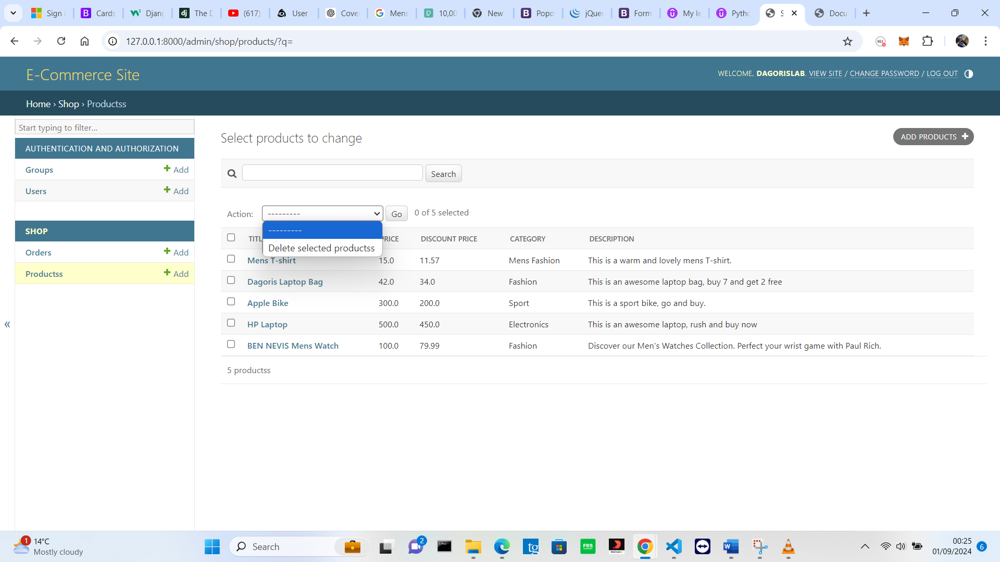 Sign i
Cards
Djang
The D
(617)
User
Cover
Mens
10,00
New
Popo
jQuer
Form
My le
Pytho
S
Docu
127.0.0.1:8000/admin/shop/products/?q=
E-Commerce Site
WELCOME, DAGORISLAB. VIEW SITE / CHANGE PASSWORD / LOG OUT
Home › Shop › Productss
Start typing to filter...
AUTHENTICATION AND AUTHORIZATION
Groups + Add
Users + Add
SHOP
Orders + Add
Productss + Add
«
Select products to change
ADD PRODUCTS +
Search
Action: --------- Go 0 of 5 selected
---------
Delete selected productss
TITL PRICE DISCOUNT PRICE CATEGORY DESCRIPTION
Mens T-shirt 15.0 11.57 Mens Fashion This is a warm and lovely mens T-shirt.
Dagoris Laptop Bag 42.0 34.0 Fashion This is an awesome laptop bag, buy 7 and get 2 free
Apple Bike 300.0 200.0 Sport This is a sport bike, go and buy.
HP Laptop 500.0 450.0 Electronics This is an awesome laptop, rush and buy now
BEN NEVIS Mens Watch 100.0 79.99 Fashion Discover our Men's Watches Collection. Perfect your wrist game with Paul Rich.
5 productss
1
14°C
Mostly cloudy
Search
2
tg
FBS
00:25
01/09/2024
6